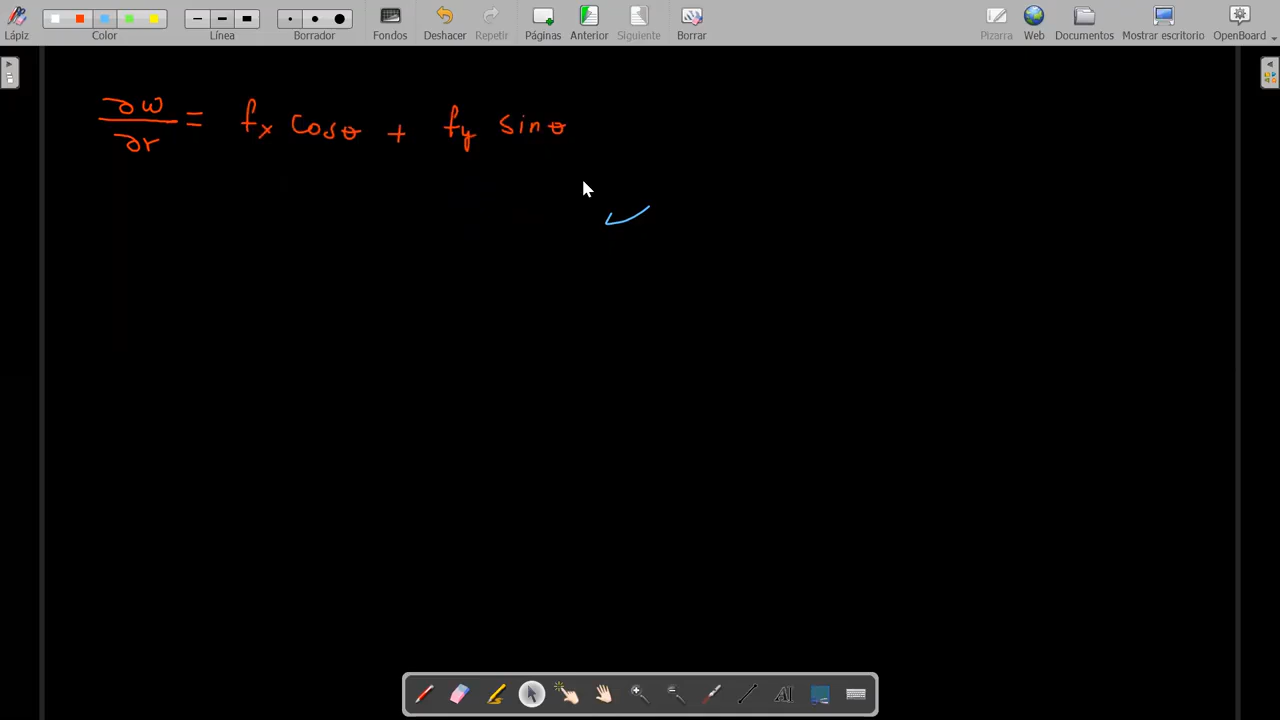 Lápiz Color Línea Borrador Fondos Deshacer Repetir Páginas Anterior Siguiente Borrar Pizarra Web Documentos Mostrar escritorio OpenBoard
∂w/∂r = fx cosθ + fy sinθ
AI